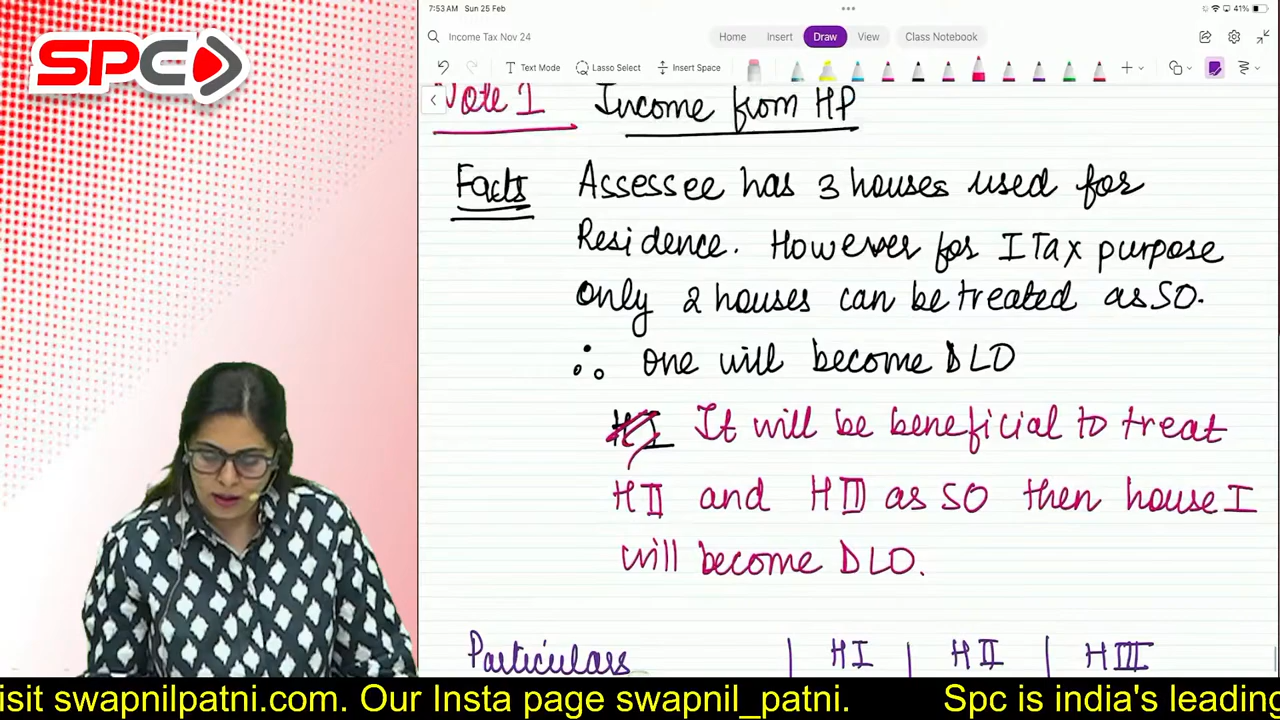 7:53 AM Sun 25 Feb
41%
Income Tax Nov 24
Home Insert Draw View Class Notebook
Text Mode Lasso Select Insert Space
SPC
Note 1 Income from HP
Facts Assessee has 3 houses used for
Residence. However for I Tax purpose
only 2 houses can be treated as SO.
∴ one will become DLO
H I It will be beneficial to treat
H II and H III as SO then house I
will become DLO.
Particulars | H I | H II | H III
isit swapnilpatni.com. Our Insta page swapnil_patni. Spc is india's leading